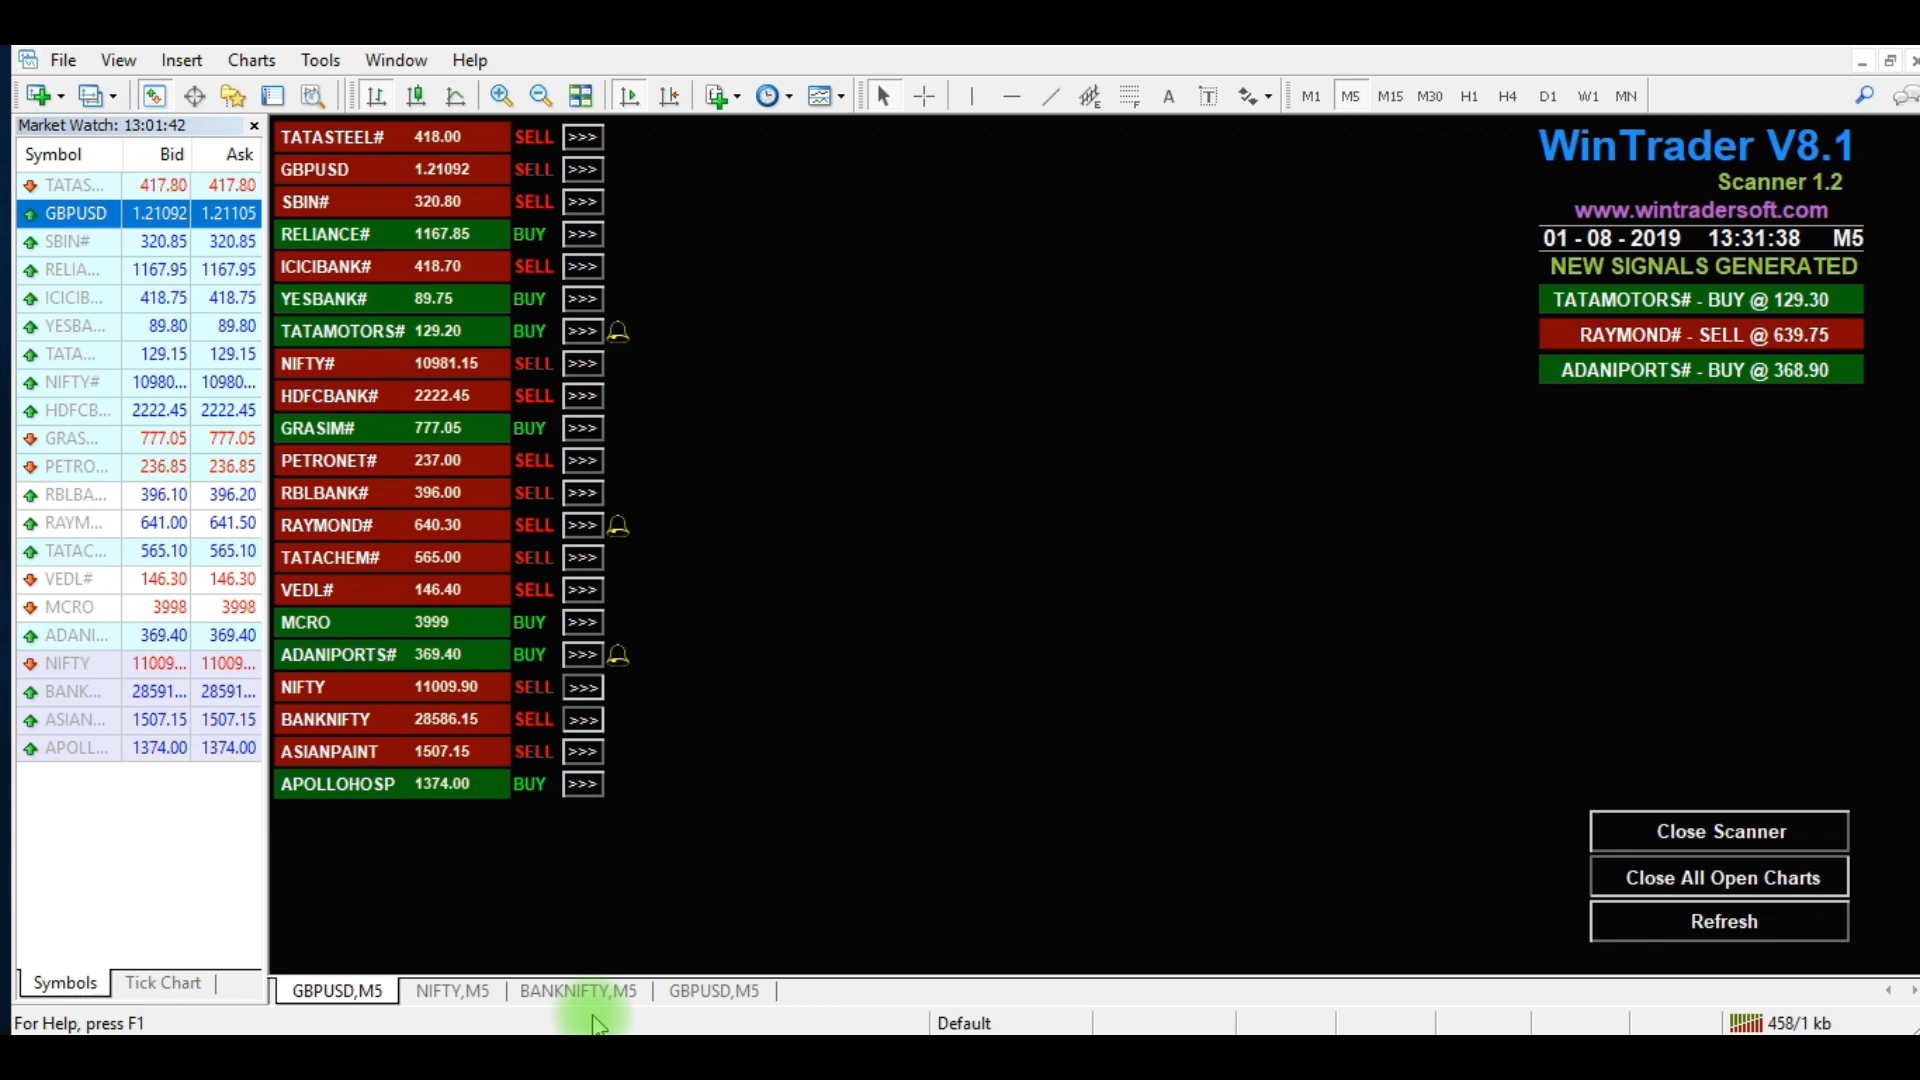 File View Insert Charts Tools Window Help
M1 M5 M15 M30 H1 H4 D1 W1 MN
Market Watch: 13:01:42
Symbol Bid Ask
TATAS... 417.80 417.80
GBPUSD 1.21092 1.21105
SBIN# 320.85 320.85
RELIA... 1167.95 1167.95
ICICIB... 418.75 418.75
YESBA... 89.80 89.80
TATA... 129.15 129.15
NIFTY# 10980... 10980...
HDFCB... 2222.45 2222.45
GRAS... 777.05 777.05
PETRO... 236.85 236.85
RBLBA... 396.10 396.20
RAYM... 641.00 641.50
TATAC... 565.10 565.10
VEDL# 146.30 146.30
MCRO 3998 3998
ADANI... 369.40 369.40
NIFTY 11009... 11009...
BANK... 28591... 28591...
ASIAN... 1507.15 1507.15
APOLL... 1374.00 1374.00
Symbols Tick Chart
TATASTEEL# 418.00 SELL >>>
GBPUSD 1.21092 SELL >>>
SBIN# 320.80 SELL >>>
RELIANCE# 1167.85 BUY >>>
ICICIBANK# 418.70 SELL >>>
YESBANK# 89.75 BUY >>>
TATAMOTORS# 129.20 BUY >>>
NIFTY# 10981.15 SELL >>>
HDFCBANK# 2222.45 SELL >>>
GRASIM# 777.05 BUY >>>
PETRONET# 237.00 SELL >>>
RBLBANK# 396.00 SELL >>>
RAYMOND# 640.30 SELL >>>
TATACHEM# 565.00 SELL >>>
VEDL# 146.40 SELL >>>
MCRO 3999 BUY >>>
ADANIPORTS# 369.40 BUY >>>
NIFTY 11009.90 SELL >>>
BANKNIFTY 28586.15 SELL >>>
ASIANPAINT 1507.15 SELL >>>
APOLLOHOSP 1374.00 BUY >>>
WinTrader V8.1
Scanner 1.2
www.wintradersoft.com
01 - 08 - 2019 13:31:38 M5
NEW SIGNALS GENERATED
TATAMOTORS# - BUY @ 129.30
RAYMOND# - SELL @ 639.75
ADANIPORTS# - BUY @ 368.90
Close Scanner
Close All Open Charts
Refresh
GBPUSD,M5 NIFTY,M5 BANKNIFTY,M5 GBPUSD,M5
For Help, press F1 Default 458/1 kb